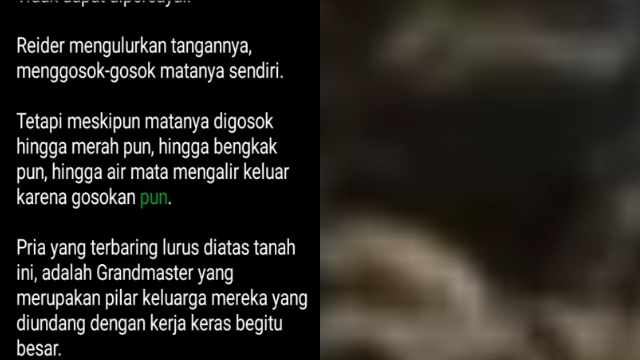 Reider mengulurkan tangannya,
menggosok-gosok matanya sendiri.
Tetapi meskipun matanya digosok
hingga merah pun, hingga bengkak
pun, hingga air mata mengalir keluar
karena gosokan pun.
Pria yang terbaring lurus diatas tanah
ini, adalah Grandmaster yang
merupakan pilar keluarga mereka yang
diundang dengan kerja keras begitu
besar.